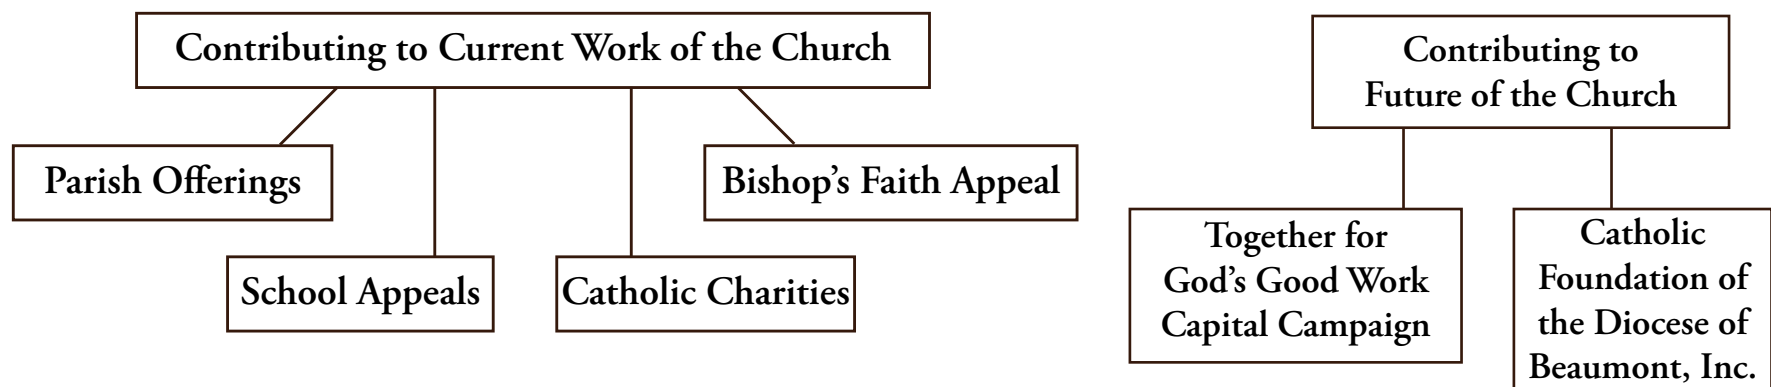 Contributing to Current Work of the Church
Parish Offerings
Bishop’s Faith Appeal
School Appeals
Catholic Charities
Contributing to
Future of the Church
Together for
God’s Good Work
Capital Campaign
Catholic
Foundation of
the Diocese of
Beaumont, Inc.